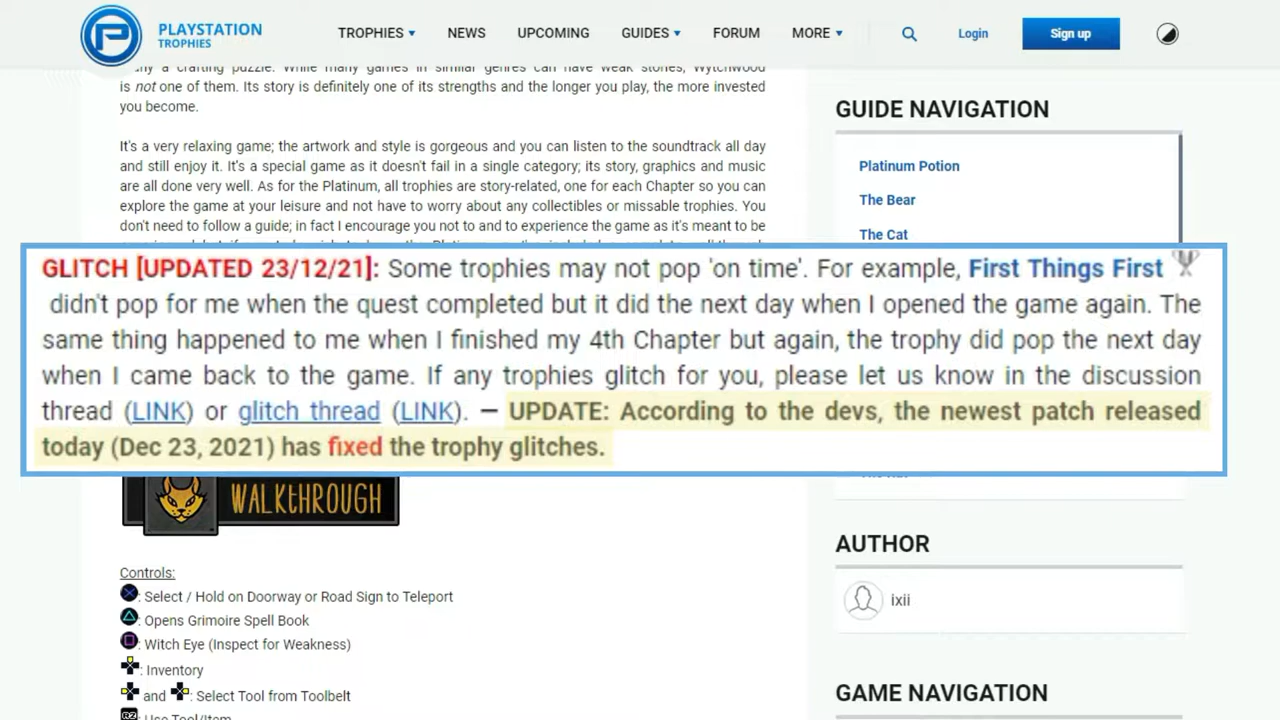 PLAYSTATION
TROPHIES
TROPHIES NEWS UPCOMING GUIDES FORUM MORE Login Sign up
a crafting puzzle. While many games in similar genres can have weak stories, Wytchwood
is not one of them. Its story is definitely one of its strengths and the longer you play, the more invested
you become.
It's a very relaxing game; the artwork and style is gorgeous and you can listen to the soundtrack all day
and still enjoy it. It's a special game as it doesn't fail in a single category; its story, graphics and music
are all done very well. As for the Platinum, all trophies are story-related, one for each Chapter so you can
explore the game at your leisure and not have to worry about any collectibles or missable trophies. You
don't need to follow a guide; in fact I encourage you not to and to experience the game as it's meant to be
GLITCH [UPDATED 23/12/21]: Some trophies may not pop 'on time'. For example, First Things First
didn't pop for me when the quest completed but it did the next day when I opened the game again. The
same thing happened to me when I finished my 4th Chapter but again, the trophy did pop the next day
when I came back to the game. If any trophies glitch for you, please let us know in the discussion
thread (LINK) or glitch thread (LINK). — UPDATE: According to the devs, the newest patch released
today (Dec 23, 2021) has fixed the trophy glitches.
WALKTHROUGH
Controls:
: Select / Hold on Doorway or Road Sign to Teleport
: Opens Grimoire Spell Book
: Witch Eye (Inspect for Weakness)
: Inventory
and : Select Tool from Toolbelt
R2 : Use Tool/Item
GUIDE NAVIGATION
Platinum Potion
The Bear
The Cat
AUTHOR
ixii
GAME NAVIGATION